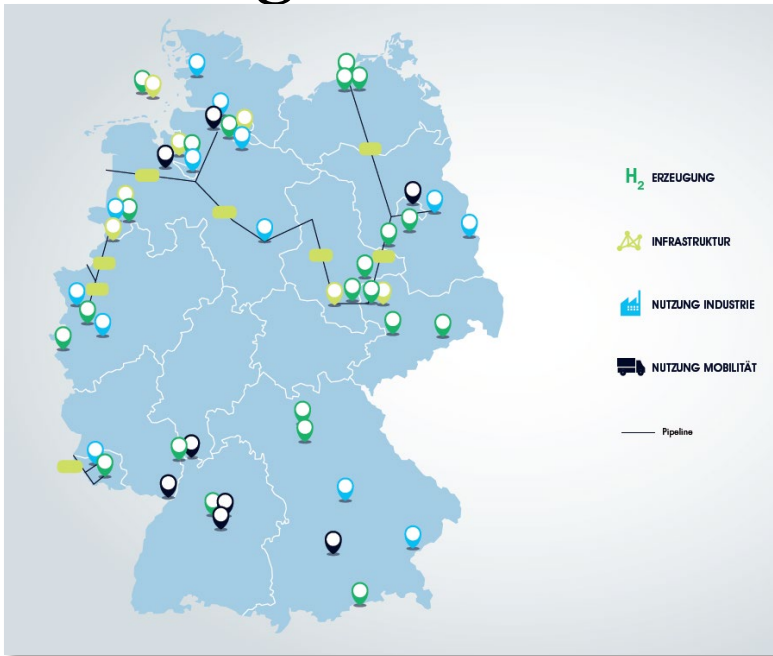 H2 ERZEUGUNG
INFRASTRUKTUR
NUTZUNG INDUSTRIE
NUTZUNG MOBILITÄT
Pipeline